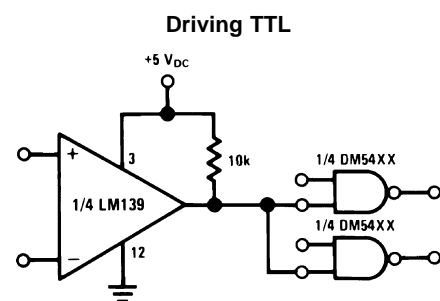 Driving TTL
+5 VDC
+
3
10k
1/4 DM54XX
1/4 LM139
1/4 DM54XX
−
12